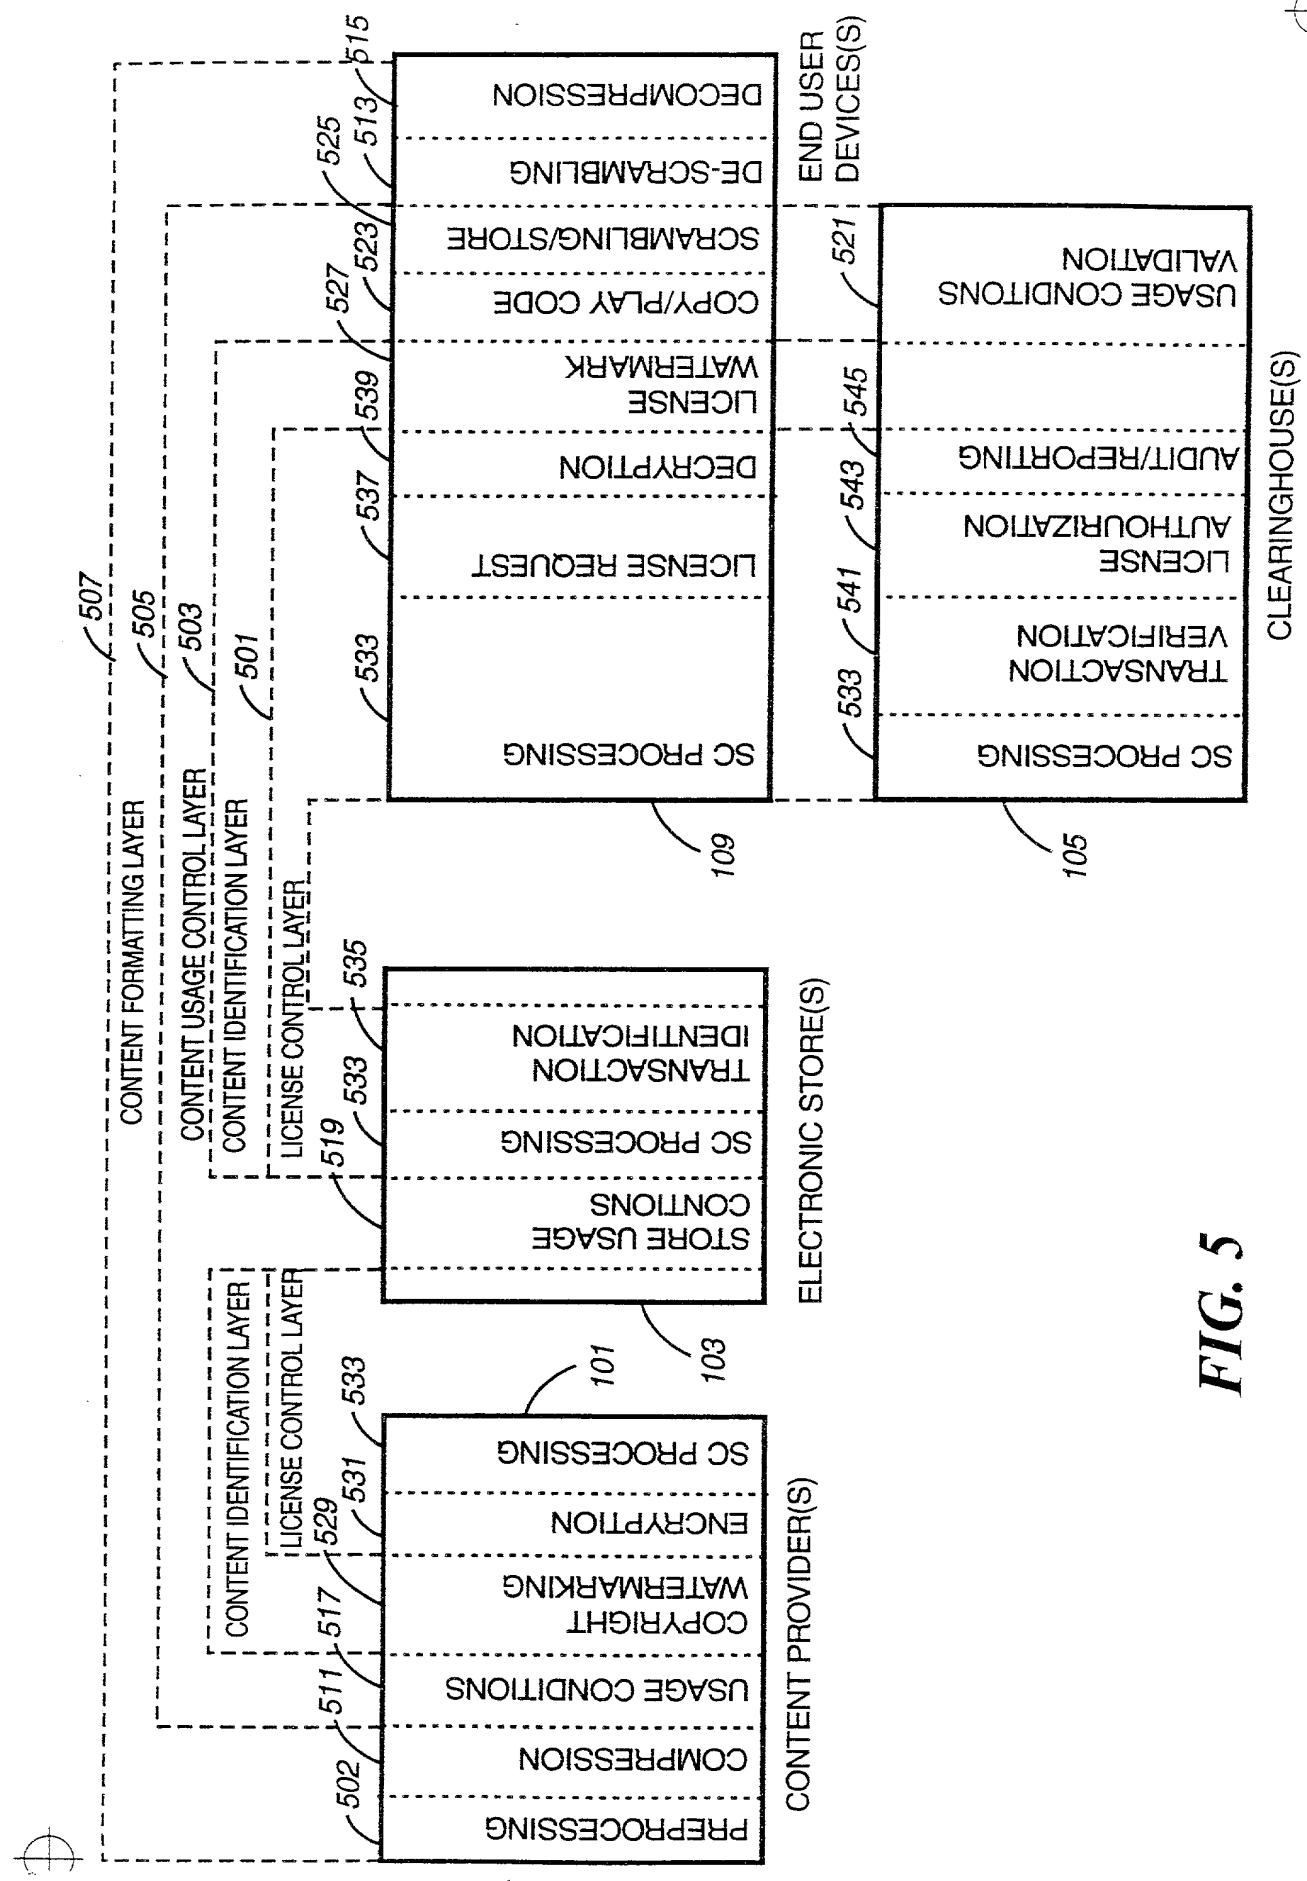 507
CONTENT FORMATTING LAYER
505
CONTENT USAGE CONTROL LAYER
503
CONTENT IDENTIFICATION LAYER
501
LICENSE CONTROL LAYER
CONTENT IDENTIFICATION LAYER
LICENSE CONTROL LAYER
502
511
517
529
531
533
101
PREPROCESSING
COMPRESSION
USAGE CONDITIONS
COPYRIGHT
WATERMARKING
ENCRYPTION
SC PROCESSING
CONTENT PROVIDER(S)
519
533
535
103
STORE USAGE
CONTIONS
SC PROCESSING
TRANSACTION
IDENTIFICATION
ELECTRONIC STORE(S)
533
537
539
527
523
525
513
515
109
SC PROCESSING
LICENSE REQUEST
DECRYPTION
LICENSE
WATERMARK
COPY/PLAY CODE
SCRAMBLING/STORE
DE-SCRAMBLING
DECOMPRESSION
END USER
DEVICES(S)
533
541
543
545
521
105
SC PROCESSING
TRANSACTION
VERIFICATION
LICENSE
AUTHOURIZATION
AUDIT/REPORTING
USAGE CONDITONS
VALIDATION
CLEARINGHOUSE(S)
FIG. 5